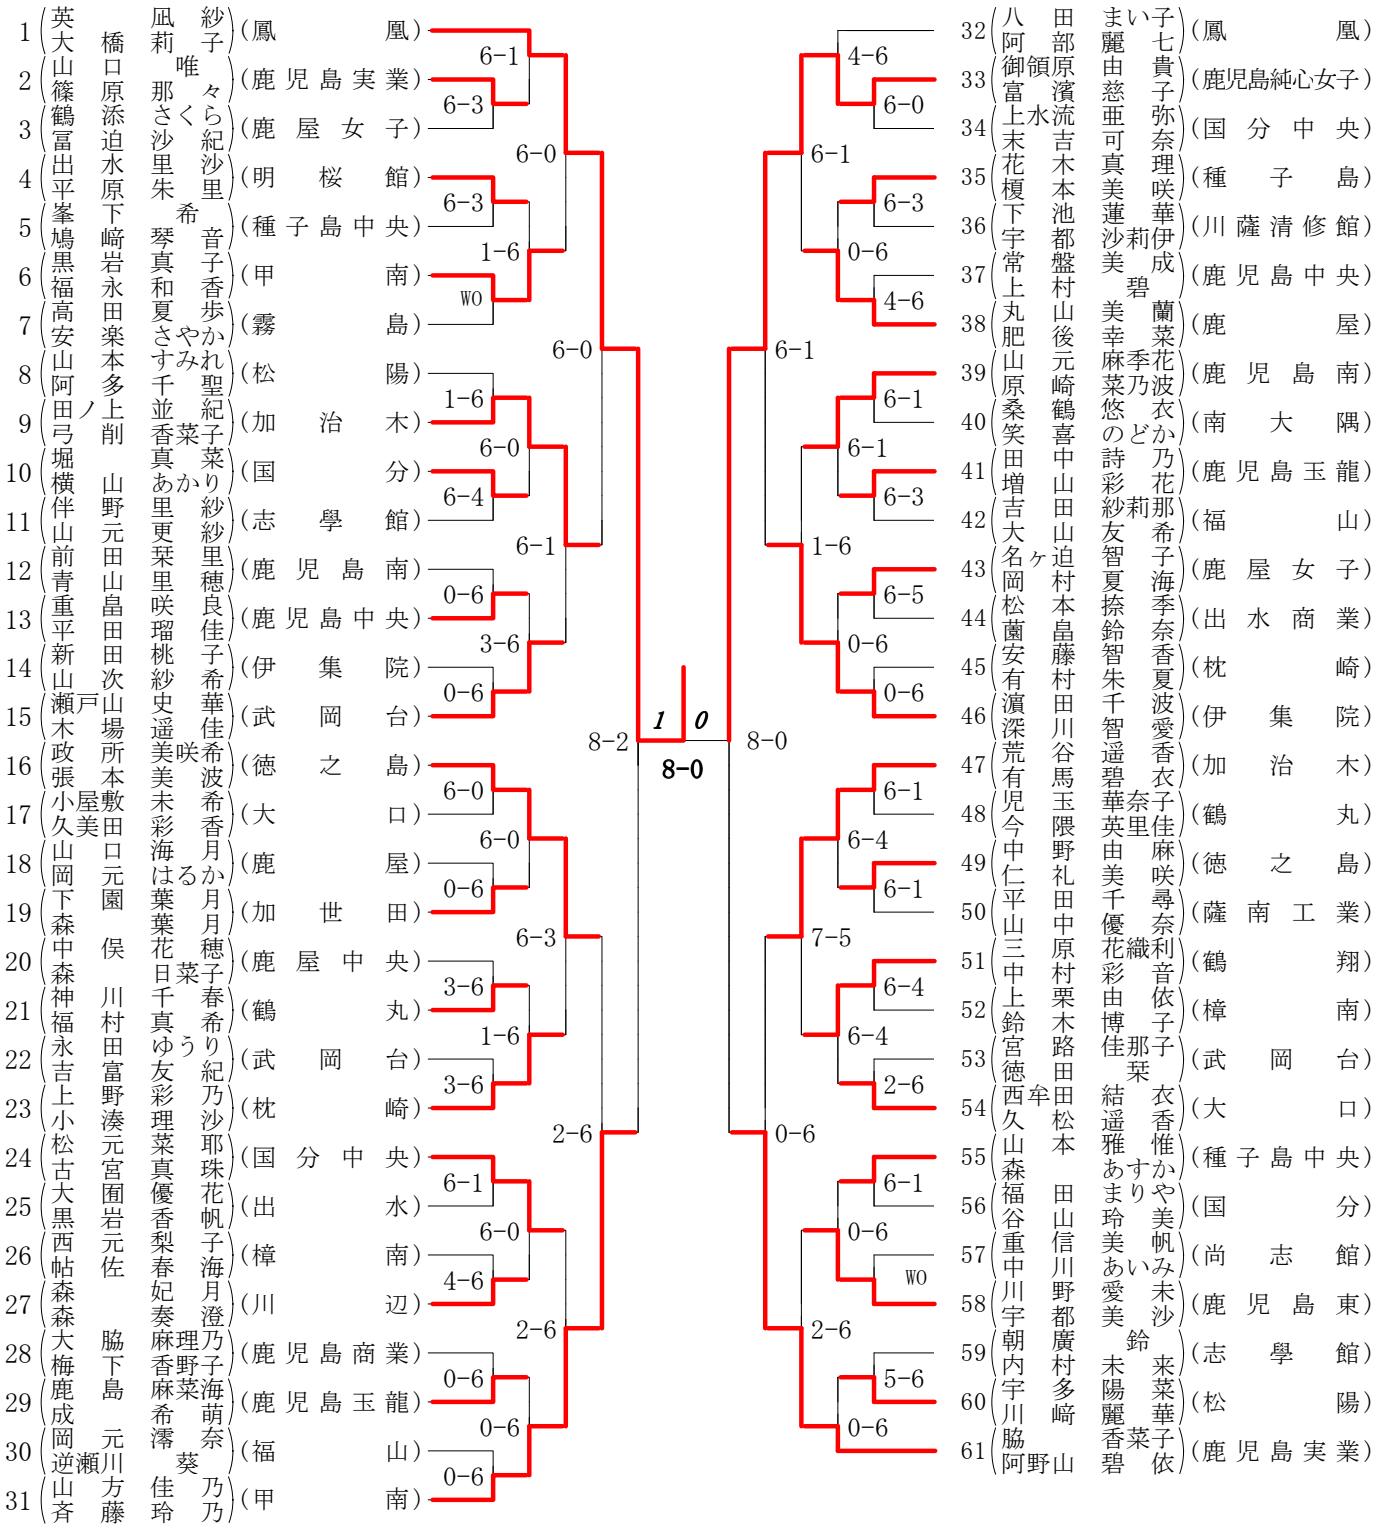 1 (英 凪 紗 / 大 橋 莉 子) (鳳 凰)
2 (山 口 唯 / 篠 原 那 々) (鹿児島実業)
3 (鶴 添 さくら / 冨 迫 沙 紀) (鹿屋女子)
4 (出 水 里 沙 / 平 原 朱 里) (明桜館)
5 (峯 下 希 / 鳩 﨑 琴 音) (種子島中央)
6 (黒 岩 真 子 / 福 永 和 香) (甲 南)
7 (高 田 夏 歩 / 安 楽 さやか) (霧 島)
8 (山 本 すみれ / 阿 多 千 聖) (松 陽)
9 (田ノ上 並 紀 / 弓 削 香菜子) (加治木)
10 (堀 真 菜 / 横 山 あかり) (国 分)
11 (伴 野 里 紗 / 山 元 更 紗) (志學館)
12 (前 田 栞 里 / 青 山 里 穂) (鹿児島南)
13 (重 畠 咲 良 / 平 田 瑠 佳) (鹿児島中央)
14 (新 田 桃 子 / 山 次 紗 希) (伊集院)
15 (瀬戸山 史 華 / 木 場 遥 佳) (武岡台)
16 (政 所 美咲希 / 張 本 美 波) (徳之島)
17 (小屋敷 未 希 / 久美田 彩 香) (大 口)
18 (山 口 海 月 / 岡 元 はるか) (鹿 屋)
19 (下 園 葉 月 / 森 葉 月) (加世田)
20 (中 俣 花 穂 / 森 日菜子) (鹿屋中央)
21 (神 川 千 春 / 福 村 真 希) (鶴 丸)
22 (永 田 ゆうり / 吉 富 友 紀) (武岡台)
23 (上 野 彩 乃 / 小 湊 理 沙) (枕 崎)
24 (松 元 菜 耶 / 古 宮 真 珠) (国分中央)
25 (大 囿 優 花 / 黒 岩 香 帆) (出 水)
26 (西 元 梨 子 / 帖 佐 春 海) (樟 南)
27 (森 妃 月 / 森 奏 澄) (川 辺)
28 (大 脇 麻理乃 / 梅 下 香野子) (鹿児島商業)
29 (鹿 島 麻菜海 / 成 希 萌) (鹿児島玉龍)
30 (岡 元 澪 奈 / 逆瀬川 葵) (福 山)
31 (山 方 佳 乃 / 斉 藤 玲 乃) (甲 南)
6-1
6-3
6-0
6-3
1-6
WO
6-0
1-6
6-0
6-4
6-1
0-6
3-6
0-6
8-2
6-0
6-0
0-6
6-3
3-6
1-6
3-6
2-6
6-1
6-0
4-6
2-6
0-6
0-6
0-6
1 0
8-0
32 (八 田 まい子 / 阿 部 麗 七) (鳳 凰)
33 (御領原 由 貴 / 富 濱 慈 子) (鹿児島純心女子)
34 (上水流 亜 弥 / 末 吉 可 奈) (国分中央)
35 (花 木 真 理 / 榎 本 美 咲) (種子島)
36 (下 池 蓮 華 / 宇 都 沙莉伊) (川薩清修館)
37 (常 盤 美 成 / 上 村 碧) (鹿児島中央)
38 (丸 山 美 蘭 / 肥 後 幸 菜) (鹿 屋)
39 (山 元 麻季花 / 原 崎 菜乃波) (鹿児島南)
40 (桑 鶴 悠 衣 / 笑 喜 のどか) (南大隅)
41 (田 中 詩 乃 / 増 山 彩 花) (鹿児島玉龍)
42 (吉 田 紗莉那 / 大 山 友 希) (福 山)
43 (名ヶ迫 智 子 / 岡 村 夏 海) (鹿屋女子)
44 (松 本 捺 季 / 薗 畠 鈴 奈) (出水商業)
45 (安 藤 智 香 / 有 村 朱 夏) (枕 崎)
46 (濵 田 千 波 / 深 川 智 愛) (伊集院)
47 (荒 谷 遥 香 / 有 馬 碧 衣) (加治木)
48 (児 玉 華奈子 / 今 隈 英里佳) (鶴 丸)
49 (中 野 由 麻 / 仁 礼 美 咲) (徳之島)
50 (平 田 千 尋 / 山 中 優 奈) (薩南工業)
51 (三 原 花織利 / 中 村 彩 音) (鶴 翔)
52 (上 栗 由 依 / 鈴 木 博 子) (樟 南)
53 (宮 路 佳那子 / 徳 田 栞) (武岡台)
54 (西牟田 結 衣 / 久 松 遥 香) (大 口)
55 (山 本 雅 惟 / 森 あすか) (種子島中央)
56 (福 田 まりや / 谷 山 玲 美) (国 分)
57 (重 信 美 帆 / 中 川 あいみ) (尚志館)
58 (川 野 愛 未 / 宇 都 美 沙) (鹿児島東)
59 (朝 廣 鈴 / 内 村 未 来) (志學館)
60 (宇 多 陽 菜 / 川 﨑 麗 華) (松 陽)
61 (脇 香菜子 / 阿野山 碧 依) (鹿児島実業)
4-6
6-0
6-1
6-3
0-6
4-6
6-1
6-1
6-1
6-3
1-6
6-5
0-6
0-6
8-0
6-1
6-4
6-1
7-5
6-4
6-4
2-6
0-6
6-1
0-6
WO
2-6
5-6
0-6